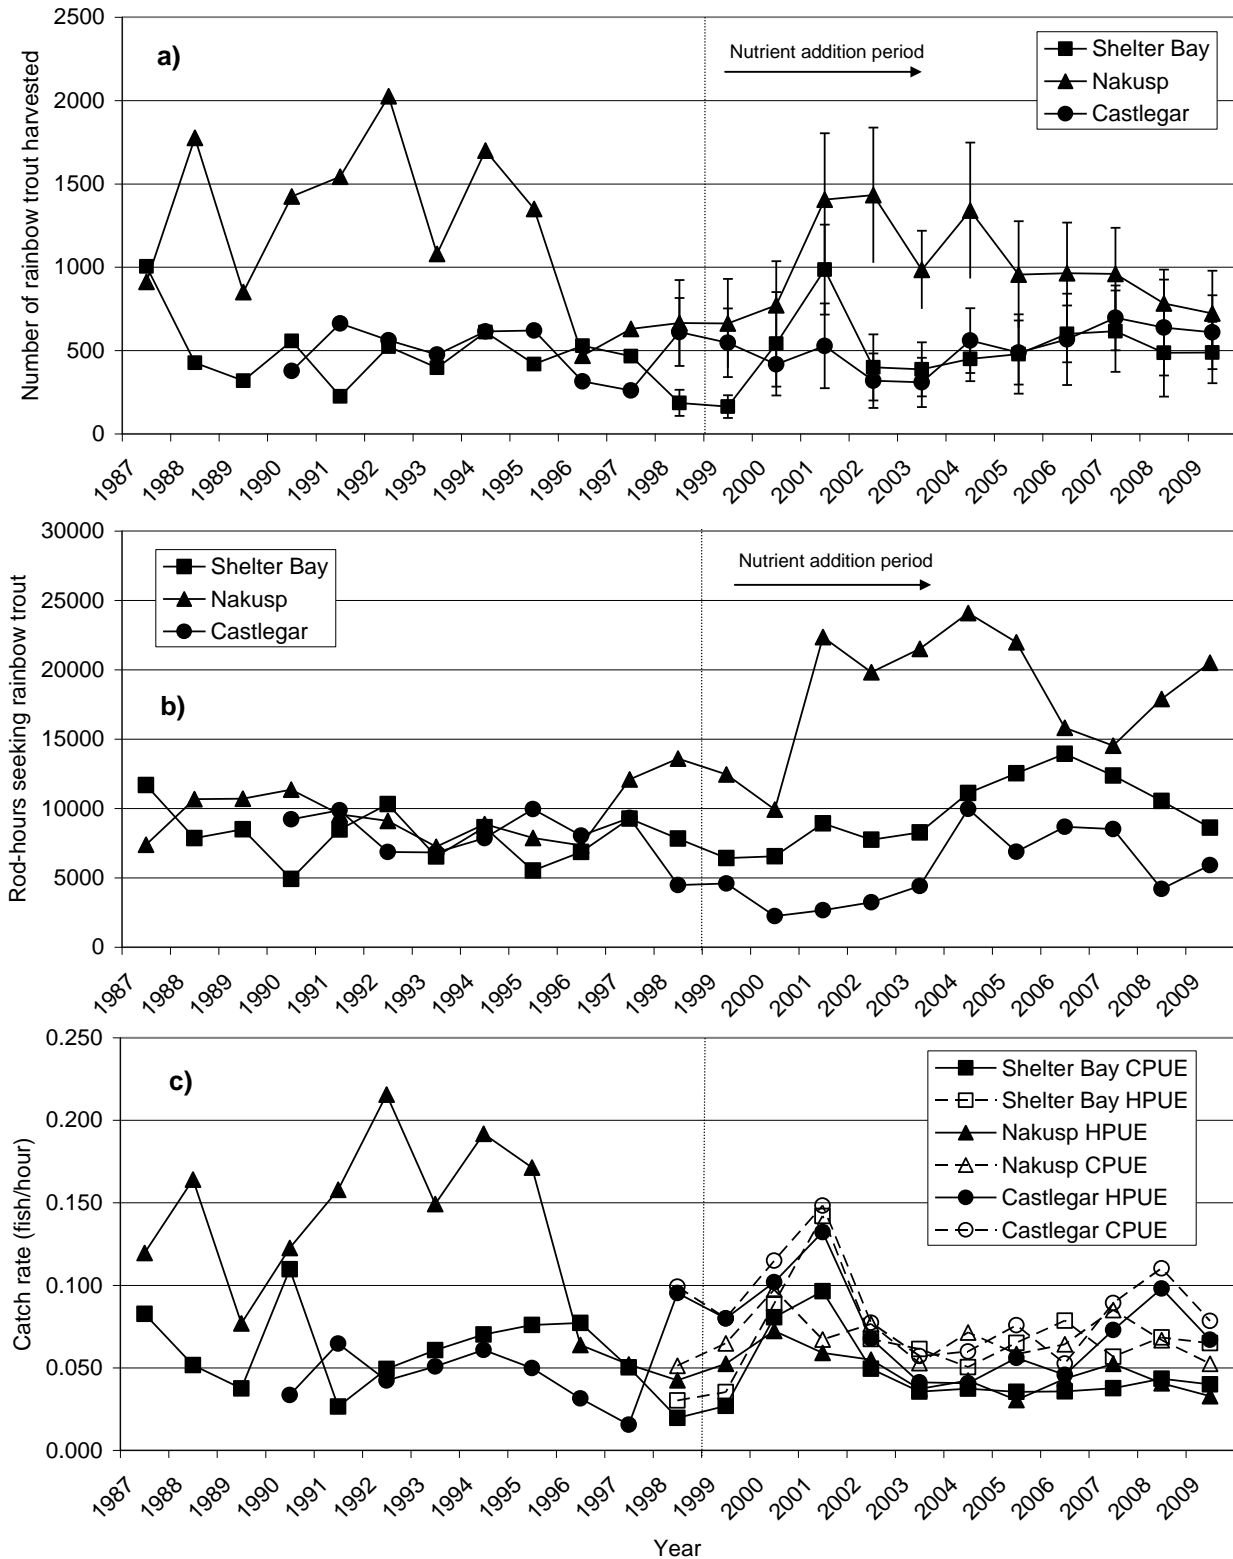 Number of rainbow trout harvested
2500
2000
1500
1000
500
0
a)
Nutrient addition period
Shelter Bay
Nakusp
Castlegar
1987 1988 1989 1990 1991 1992 1993 1994 1995 1996 1997 1998 1999 2000 2001 2002 2003 2004 2005 2006 2007 2008 2009
Rod-hours seeking rainbow trout
30000
25000
20000
15000
10000
5000
0
Shelter Bay
Nakusp
Castlegar
b)
Nutrient addition period
1987 1988 1989 1990 1991 1992 1993 1994 1995 1996 1997 1998 1999 2000 2001 2002 2003 2004 2005 2006 2007 2008 2009
Catch rate (fish/hour)
0.250
0.200
0.150
0.100
0.050
0.000
c)
Shelter Bay CPUE
Shelter Bay HPUE
Nakusp HPUE
Nakusp CPUE
Castlegar HPUE
Castlegar CPUE
1987 1988 1989 1990 1991 1992 1993 1994 1995 1996 1997 1998 1999 2000 2001 2002 2003 2004 2005 2006 2007 2008 2009
Year